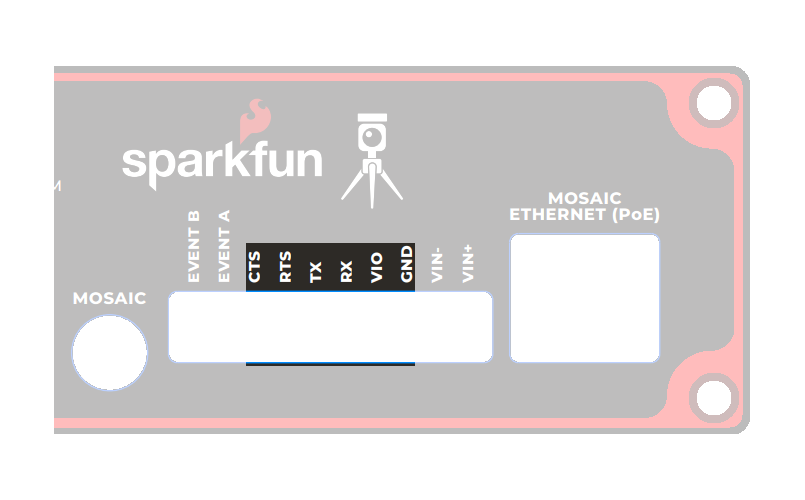 sparkfun
M
MOSAIC
ETHERNET (PoE)
EVENT B
EVENT A
CTS
RTS
TX
RX
VIO
GND
VIN-
VIN+
MOSAIC